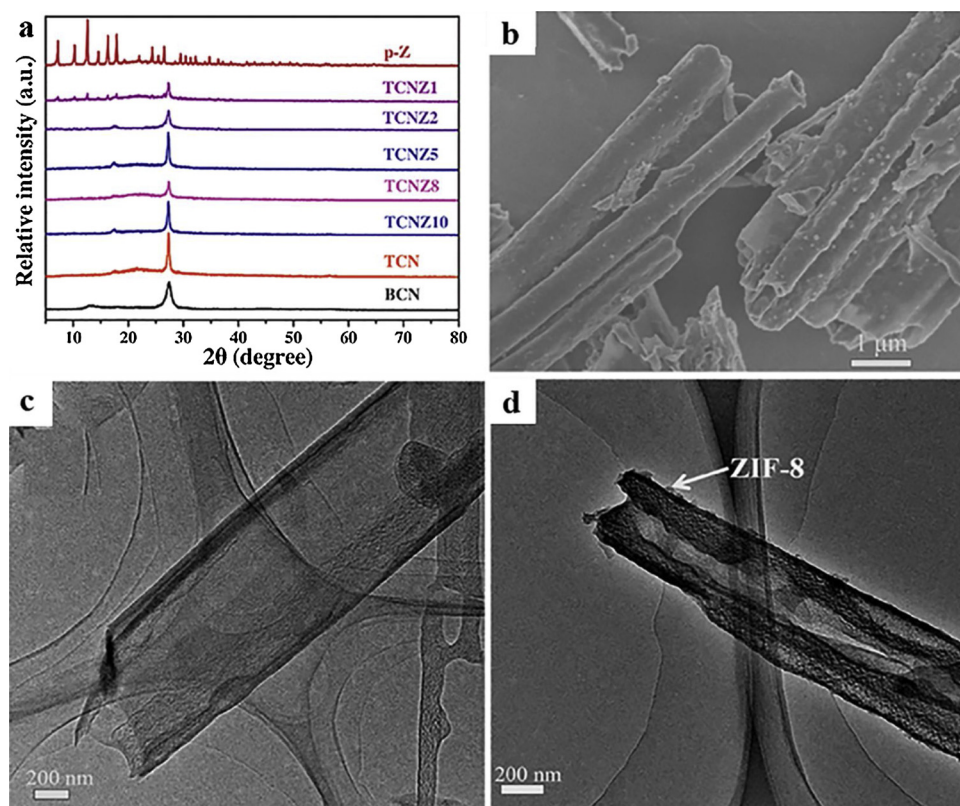 a
Relative intensity (a.u.)
p-Z
TCNZ1
TCNZ2
TCNZ5
TCNZ8
TCNZ10
TCN
BCN
10 20 30 40 50 60 70 80
2θ (degree)
b
1 μm
c
200 nm
d
ZIF-8
200 nm